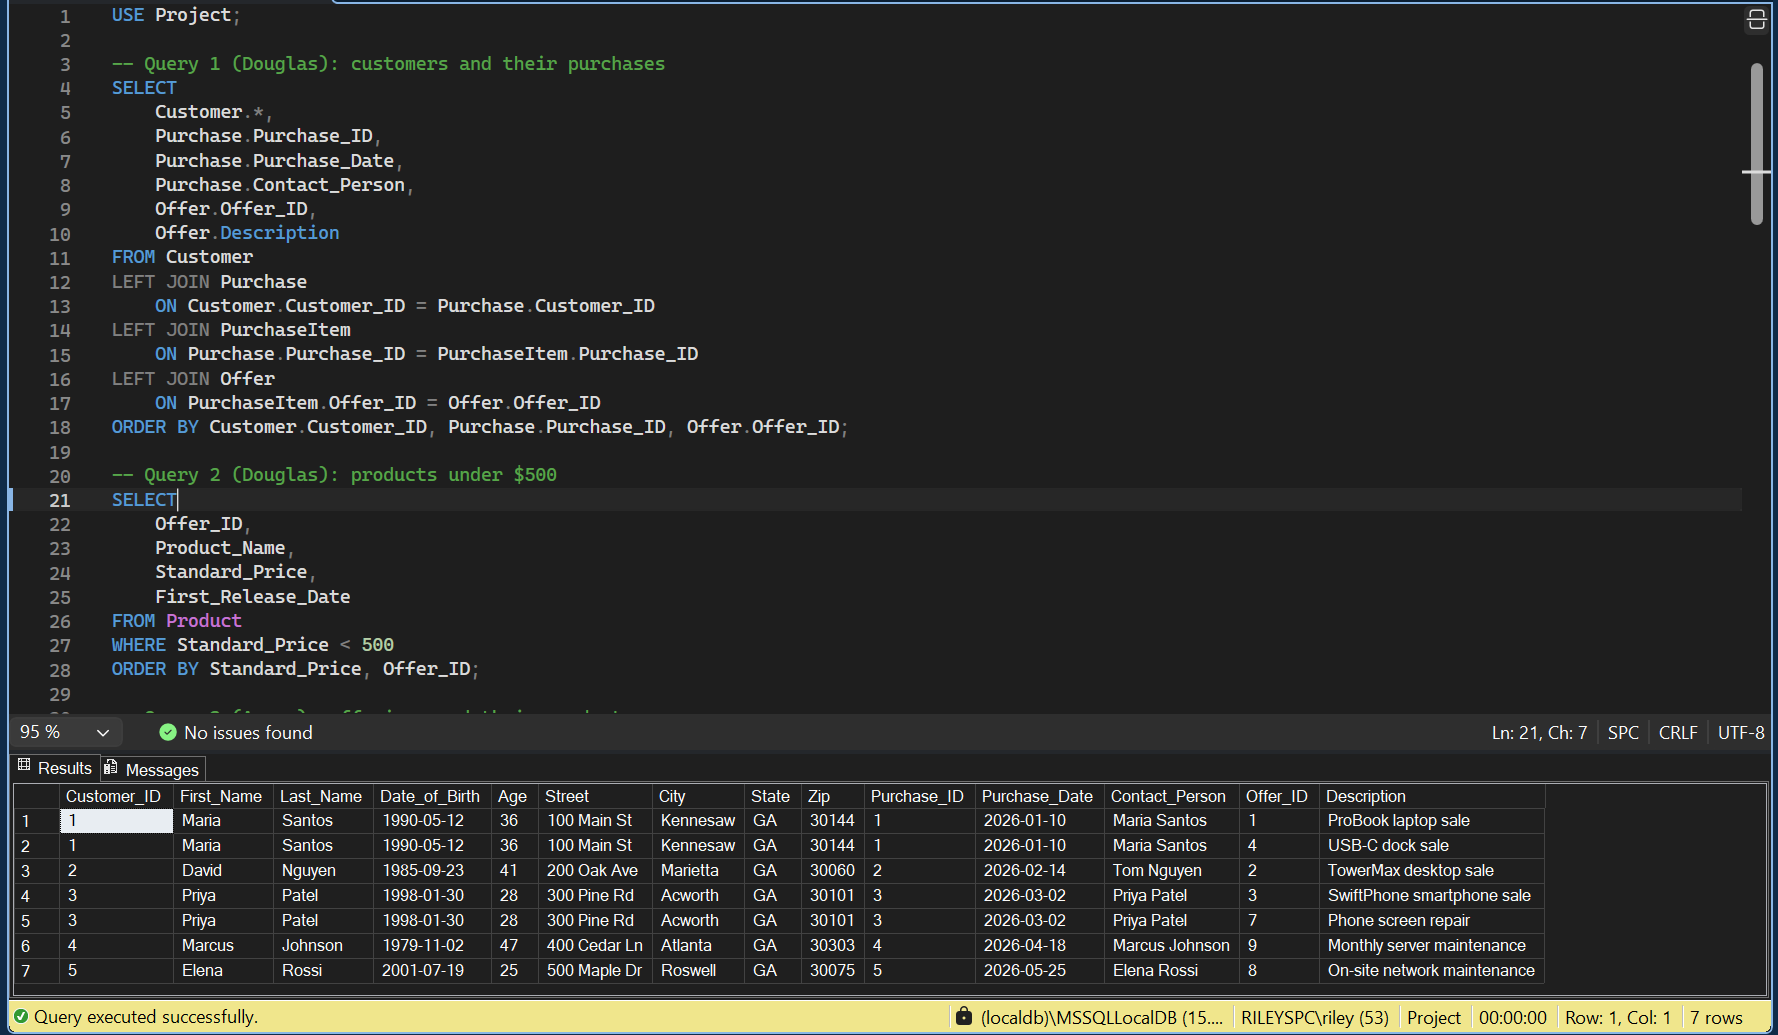 1 USE Project;
2
3 -- Query 1 (Douglas): customers and their purchases
4 SELECT
5 Customer.*,
6 Purchase.Purchase_ID,
7 Purchase.Purchase_Date,
8 Purchase.Contact_Person,
9 Offer.Offer_ID,
10 Offer.Description
11 FROM Customer
12 LEFT JOIN Purchase
13 ON Customer.Customer_ID = Purchase.Customer_ID
14 LEFT JOIN PurchaseItem
15 ON Purchase.Purchase_ID = PurchaseItem.Purchase_ID
16 LEFT JOIN Offer
17 ON PurchaseItem.Offer_ID = Offer.Offer_ID
18 ORDER BY Customer.Customer_ID, Purchase.Purchase_ID, Offer.Offer_ID;
19
20 -- Query 2 (Douglas): products under $500
21 SELECT
22 Offer_ID,
23 Product_Name,
24 Standard_Price,
25 First_Release_Date
26 FROM Product
27 WHERE Standard_Price < 500
28 ORDER BY Standard_Price, Offer_ID;
29
95 % No issues found Ln: 21, Ch: 7 SPC CRLF UTF-8
Results Messages
Customer_ID First_Name Last_Name Date_of_Birth Age Street City State Zip Purchase_ID Purchase_Date Contact_Person Offer_ID Description
1 1 Maria Santos 1990-05-12 36 100 Main St Kennesaw GA 30144 1 2026-01-10 Maria Santos 1 ProBook laptop sale
2 1 Maria Santos 1990-05-12 36 100 Main St Kennesaw GA 30144 1 2026-01-10 Maria Santos 4 USB-C dock sale
3 2 David Nguyen 1985-09-23 41 200 Oak Ave Marietta GA 30060 2 2026-02-14 Tom Nguyen 2 TowerMax desktop sale
4 3 Priya Patel 1998-01-30 28 300 Pine Rd Acworth GA 30101 3 2026-03-02 Priya Patel 3 SwiftPhone smartphone sale
5 3 Priya Patel 1998-01-30 28 300 Pine Rd Acworth GA 30101 3 2026-03-02 Priya Patel 7 Phone screen repair
6 4 Marcus Johnson 1979-11-02 47 400 Cedar Ln Atlanta GA 30303 4 2026-04-18 Marcus Johnson 9 Monthly server maintenance
7 5 Elena Rossi 2001-07-19 25 500 Maple Dr Roswell GA 30075 5 2026-05-25 Elena Rossi 8 On-site network maintenance
Query executed successfully. (localdb)\MSSQLLocalDB (15.... RILEYSPC\riley (53) Project 00:00:00 Row: 1, Col: 1 7 rows